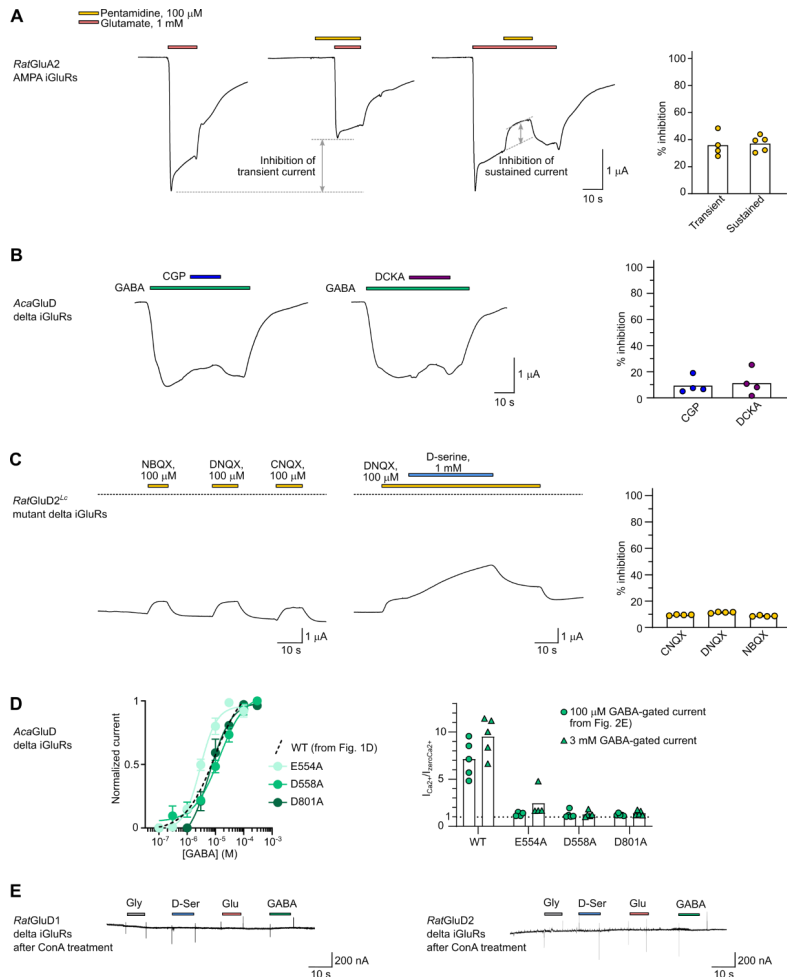 A
Pentamidine, 100 μM
Glutamate, 1 mM
RatGluA2
AMPA iGluRs
Inhibition of
transient current
Inhibition of
sustained current
1 μA
10 s
% inhibition
100
80
60
40
20
0
Transient
Sustained
B
AcaGluD
delta iGluRs
CGP
GABA
DCKA
GABA
1 μA
10 s
% inhibition
100
80
60
40
20
0
CGP
DCKA
C
RatGluD2Lc
mutant delta iGluRs
NBQX,
100 μM
DNQX,
100 μM
CNQX,
100 μM
DNQX,
100 μM
D-serine,
1 mM
1 μA
10 s
1 μA
10 s
% inhibition
100
80
60
40
20
0
CNQX
DNQX
NBQX
D
AcaGluD
delta iGluRs
Normalized current
1.0
0.5
0
10-7
10-6
10-5
10-4
10-3
[GABA] (M)
WT (from Fig. 1D)
E554A
D558A
D801A
ICa2+/IzeroCa2+
10
5
1
WT
E554A
D558A
D801A
100 μM GABA-gated current
from Fig. 2E)
3 mM GABA-gated current
E
RatGluD1
delta iGluRs
after ConA treatment
Gly
D-Ser
Glu
GABA
200 nA
10 s
RatGluD2
delta iGluRs
after ConA treatment
Gly
D-Ser
Glu
GABA
200 nA
10 s